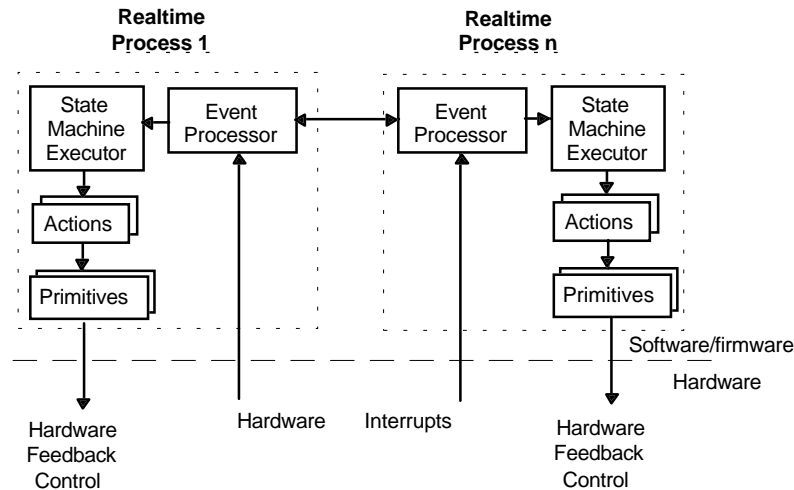 Realtime
Process 1
Realtime
Process n
State
Machine
Executor
Event
Processor
Event
Processor
State
Machine
Executor
Actions
Actions
Primitives
Primitives
Software/firmware
Hardware
Hardware
Feedback
Control
Hardware Interrupts
Hardware
Feedback
Control